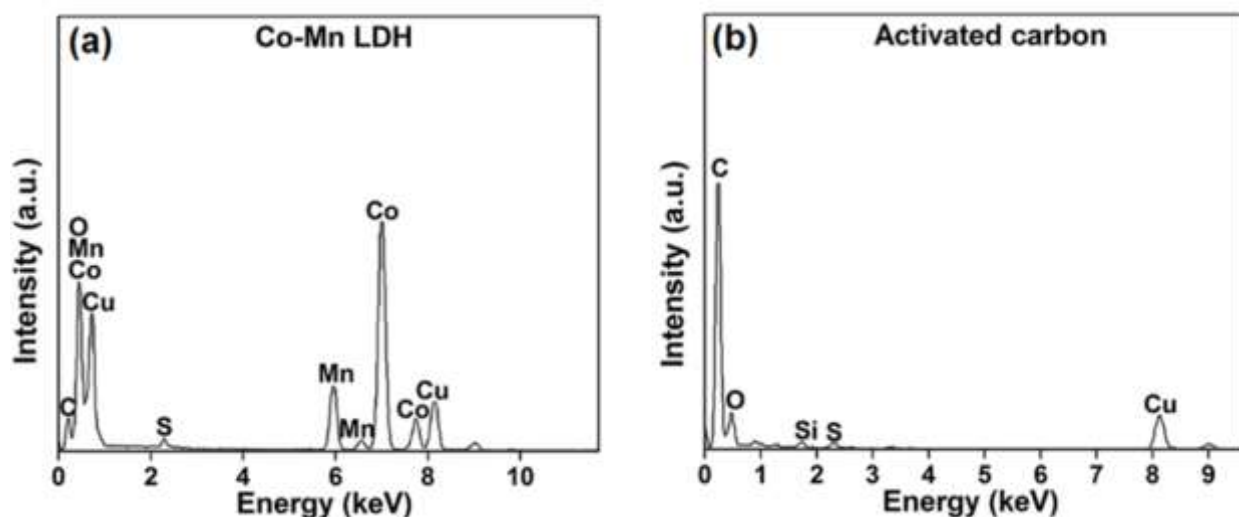 (a)
Co-Mn LDH
Intensity (a.u.)
C
O
Mn
Co
Cu
S
Mn
Mn
Co
Co
Cu
0 2 4 6 8 10
Energy (keV)
(b)
Activated carbon
Intensity (a.u.)
C
O
Si S
Cu
0 1 2 3 4 5 6 7 8 9
Energy (keV)